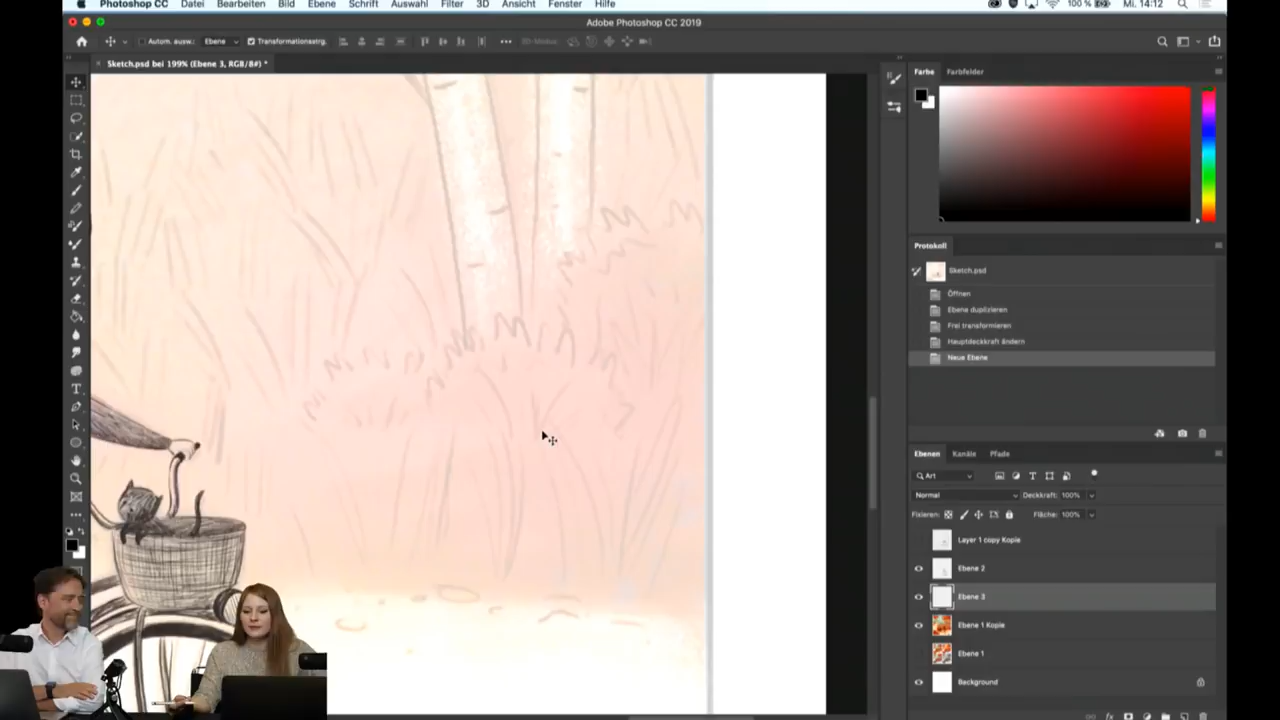 Photoshop CC Datei Bearbeiten Bild Ebene Schrift Auswahl Filter 3D Ansicht Fenster Hilfe 100 % Mi. 14:12
Adobe Photoshop CC 2019
Autom. ausw.: Ebene Transformationsstrg. 3D-Modus:
Sketch.psd bei 199% (Ebene 3, RGB/8#) *
Farbe Farbfelder
Protokoll
Sketch.psd
Öffnen
Ebene duplizieren
Frei transformieren
Hauptdeckkraft ändern
Neue Ebene
Ebenen Kanäle Pfade
Art
Normal Deckkraft: 100%
Fixieren: Fläche: 100%
Layer 1 copy Kopie
Ebene 2
Ebene 3
Ebene 1 Kopie
Ebene 1
Background